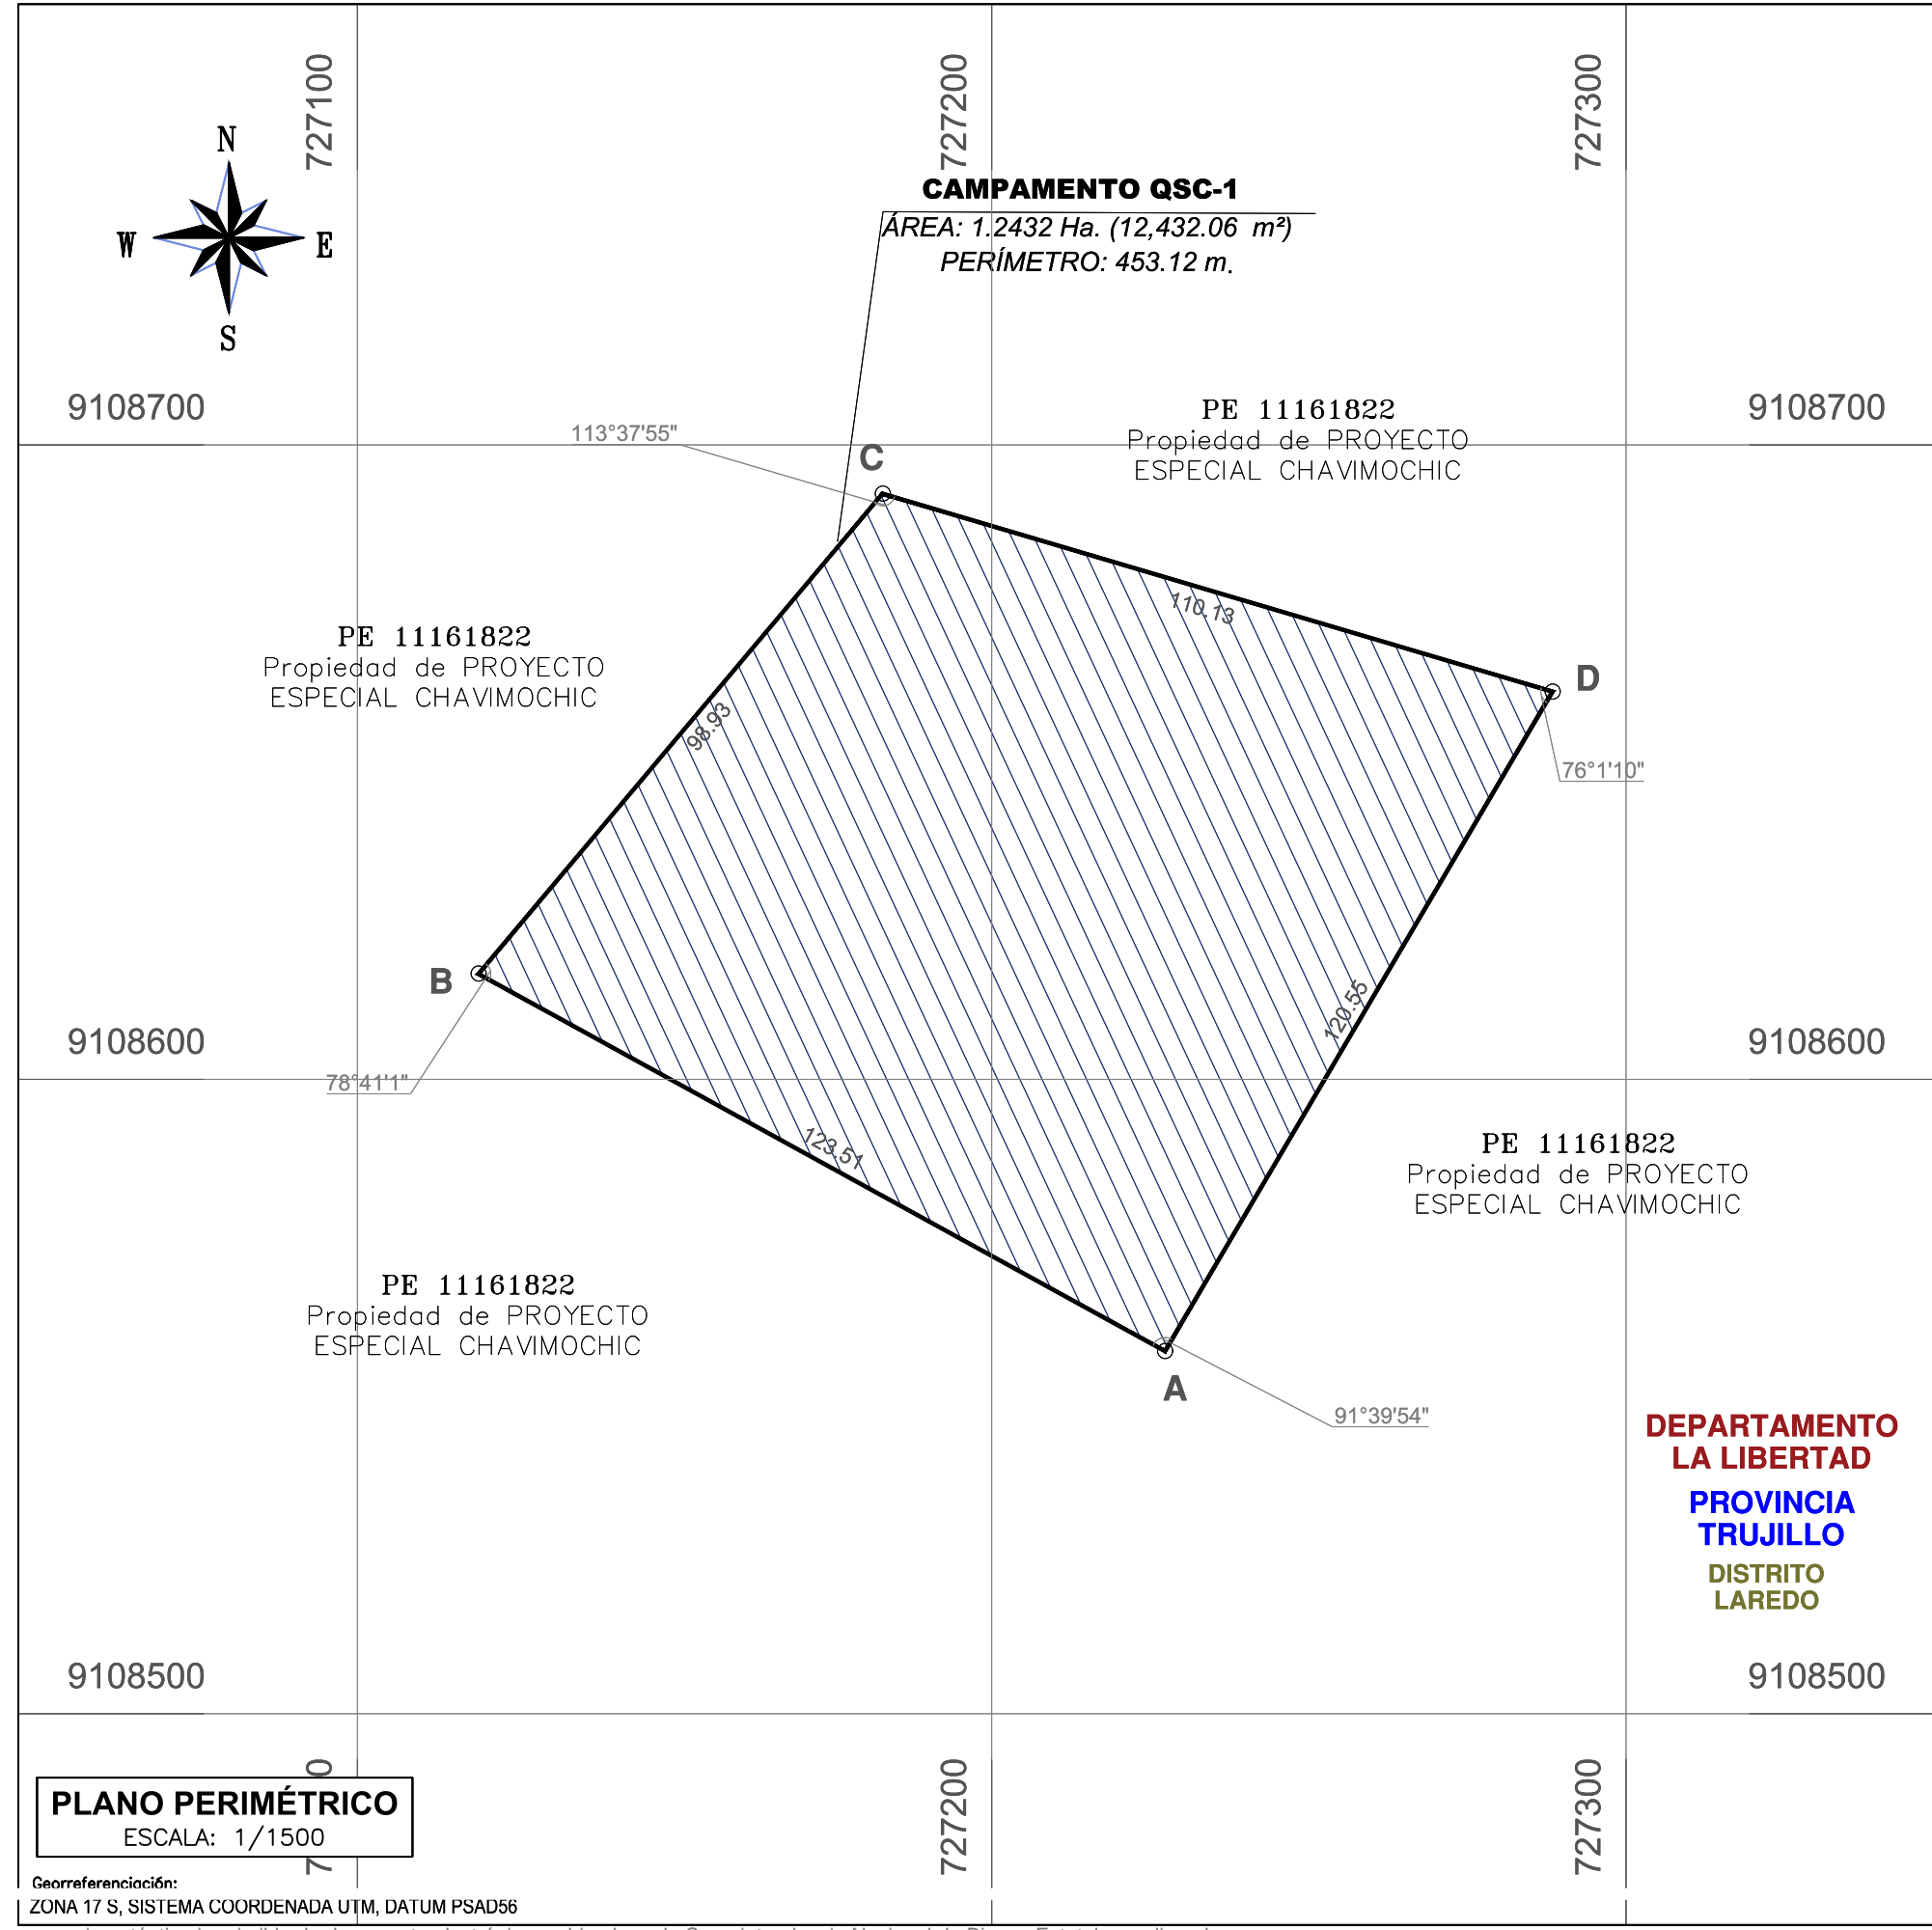 727100
727200
727300
N
W
E
S
CAMPAMENTO QSC-1
ÁREA: 1.2432 Ha. (12,432.06 m²)
PERÍMETRO: 453.12 m.
9108700
9108700
PE 11161822
Propiedad de PROYECTO
ESPECIAL CHAVIMOCHIC
113°37'55"
C
110.13
PE 11161822
Propiedad de PROYECTO
ESPECIAL CHAVIMOCHIC
D
98.93
76°1'10"
B
120.55
9108600
9108600
78°41'1"
123.51
PE 11161822
Propiedad de PROYECTO
ESPECIAL CHAVIMOCHIC
PE 11161822
Propiedad de PROYECTO
ESPECIAL CHAVIMOCHIC
A
91°39'54"
DEPARTAMENTO
LA LIBERTAD
PROVINCIA
TRUJILLO
DISTRITO
LAREDO
9108500
9108500
727200
727300
PLANO PERIMÉTRICO
ESCALA: 1/1500
Georreferenciación:
ZONA 17 S, SISTEMA COORDENADA UTM, DATUM PSAD56